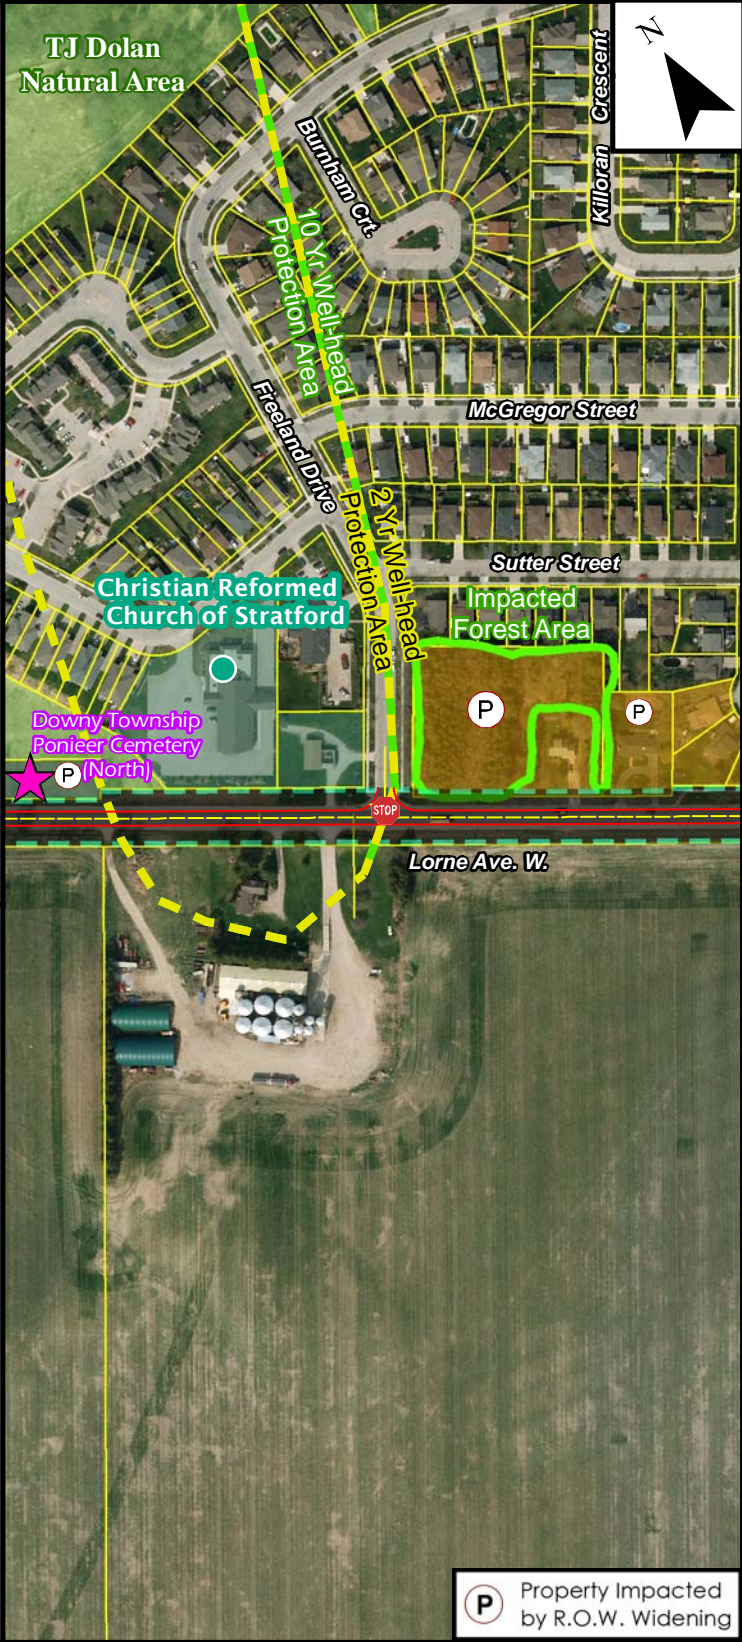 TJ Dolan
Natural Area
N
Killoran Crescent
Burnham Crt.
10 Yr Well-head
Protection Area
Freeland Drive
McGregor Street
2 Yr Well-head
Protection Area
Sutter Street
Christian Reformed
Church of Stratford
Impacted
Forest Area
P
P
Downy Township
Ponieer Cemetery
(North)
P
STOP
Lorne Ave. W.
P
Property Impacted
by R.O.W. Widening